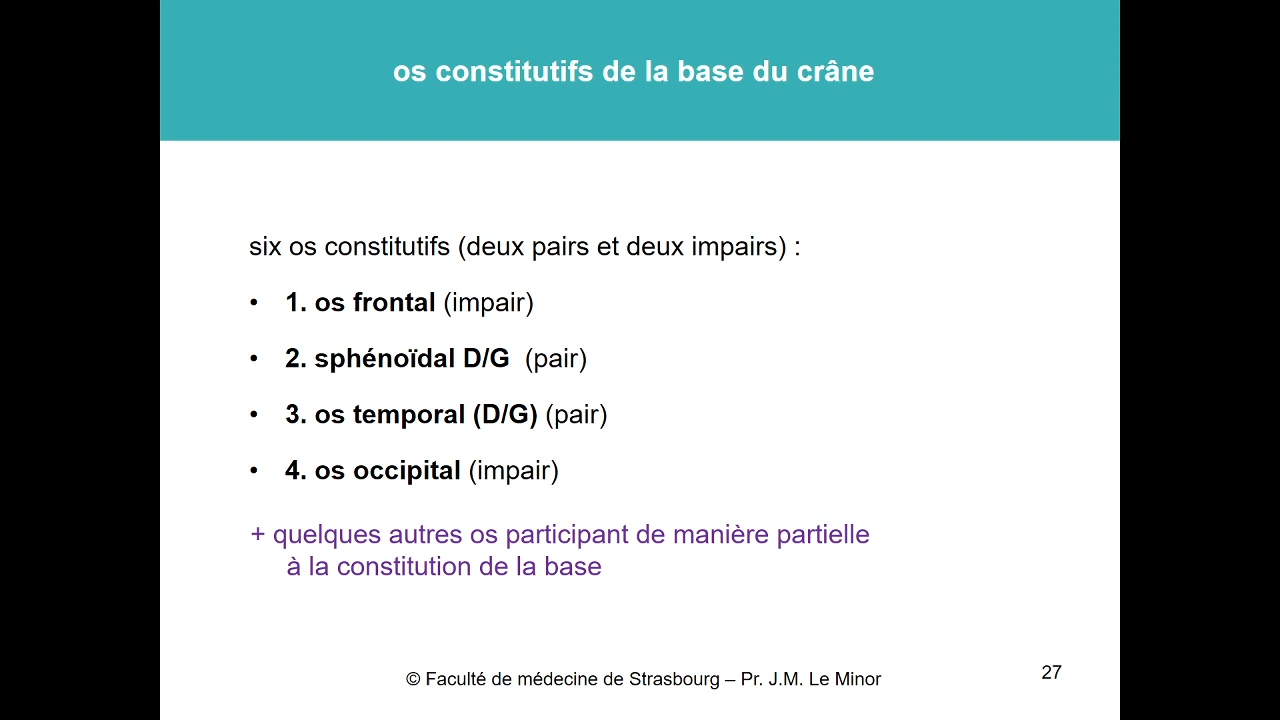 os constitutifs de la base du crâne
six os constitutifs (deux pairs et deux impairs) :
• 1. os frontal (impair)
• 2. sphénoïdal D/G (pair)
• 3. os temporal (D/G) (pair)
• 4. os occipital (impair)
+ quelques autres os participant de manière partielle
à la constitution de la base
© Faculté de médecine de Strasbourg – Pr. J.M. Le Minor
27